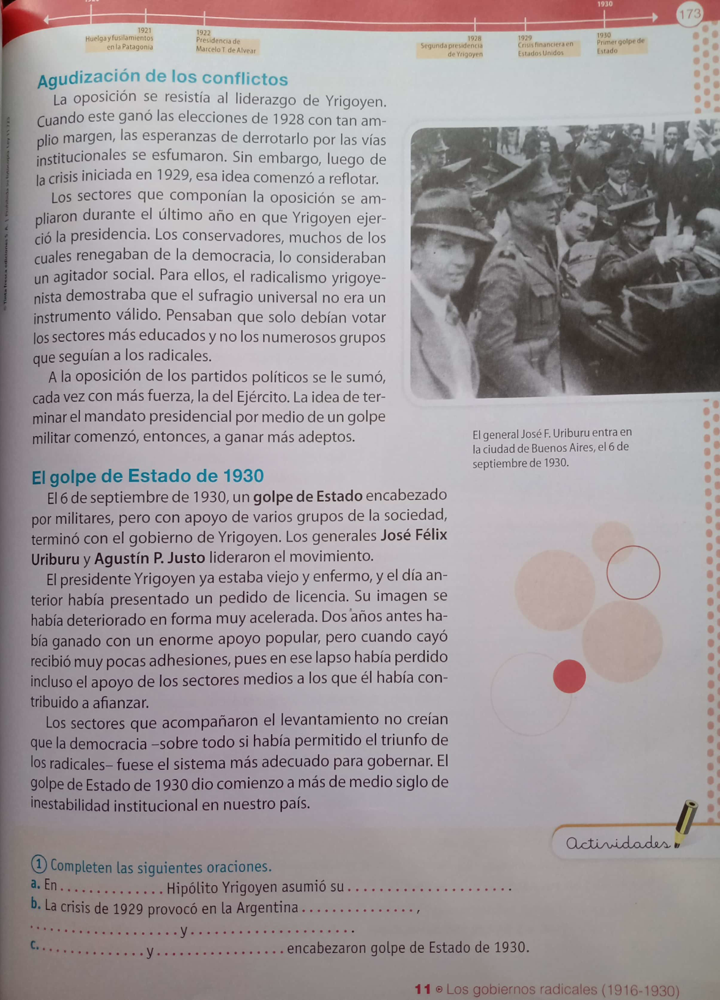 1930
173
1921
Huelga y fusilamientos
en la Patagonia
1922
Presidencia de
Marcelo T. de Alvear
1928
Segunda presidencia
de Yrigoyen
1929
Crisis financiera en
Estados Unidos
1930
Primer golpe de
Estado
Agudización de los conflictos
La oposición se resistía al liderazgo de Yrigoyen.
Cuando este ganó las elecciones de 1928 con tan am-
plio margen, las esperanzas de derrotarlo por las vías
institucionales se esfumaron. Sin embargo, luego de
la crisis iniciada en 1929, esa idea comenzó a reflotar.
Los sectores que componían la oposición se am-
pliaron durante el último año en que Yrigoyen ejer-
ció la presidencia. Los conservadores, muchos de los
cuales renegaban de la democracia, lo consideraban
un agitador social. Para ellos, el radicalismo yrigoye-
nista demostraba que el sufragio universal no era un
instrumento válido. Pensaban que solo debían votar
los sectores más educados y no los numerosos grupos
que seguían a los radicales.
A la oposición de los partidos políticos se le sumó,
cada vez con más fuerza, la del Ejército. La idea de ter-
minar el mandato presidencial por medio de un golpe
militar comenzó, entonces, a ganar más adeptos.
El general José F. Uriburu entra en
la ciudad de Buenos Aires, el 6 de
septiembre de 1930.
El golpe de Estado de 1930
El 6 de septiembre de 1930, un golpe de Estado encabezado
por militares, pero con apoyo de varios grupos de la sociedad,
terminó con el gobierno de Yrigoyen. Los generales José Félix
Uriburu y Agustín P. Justo lideraron el movimiento.
El presidente Yrigoyen ya estaba viejo y enfermo, y el día an-
terior había presentado un pedido de licencia. Su imagen se
había deteriorado en forma muy acelerada. Dos años antes ha-
bía ganado con un enorme apoyo popular, pero cuando cayó
recibió muy pocas adhesiones, pues en ese lapso había perdido
incluso el apoyo de los sectores medios a los que él había con-
tribuido a afianzar.
Los sectores que acompañaron el levantamiento no creían
que la democracia –sobre todo si había permitido el triunfo de
los radicales– fuese el sistema más adecuado para gobernar. El
golpe de Estado de 1930 dio comienzo a más de medio siglo de
inestabilidad institucional en nuestro país.
Actividades
1 Completen las siguientes oraciones.
a. En .............. Hipólito Yrigoyen asumió su ......................
b. La crisis de 1929 provocó en la Argentina ...............,
.................... y ......................
c. ............... y ................. encabezaron golpe de Estado de 1930.
11 Los gobiernos radicales (1916-1930)
© Tinta fresca ediciones S. A. |